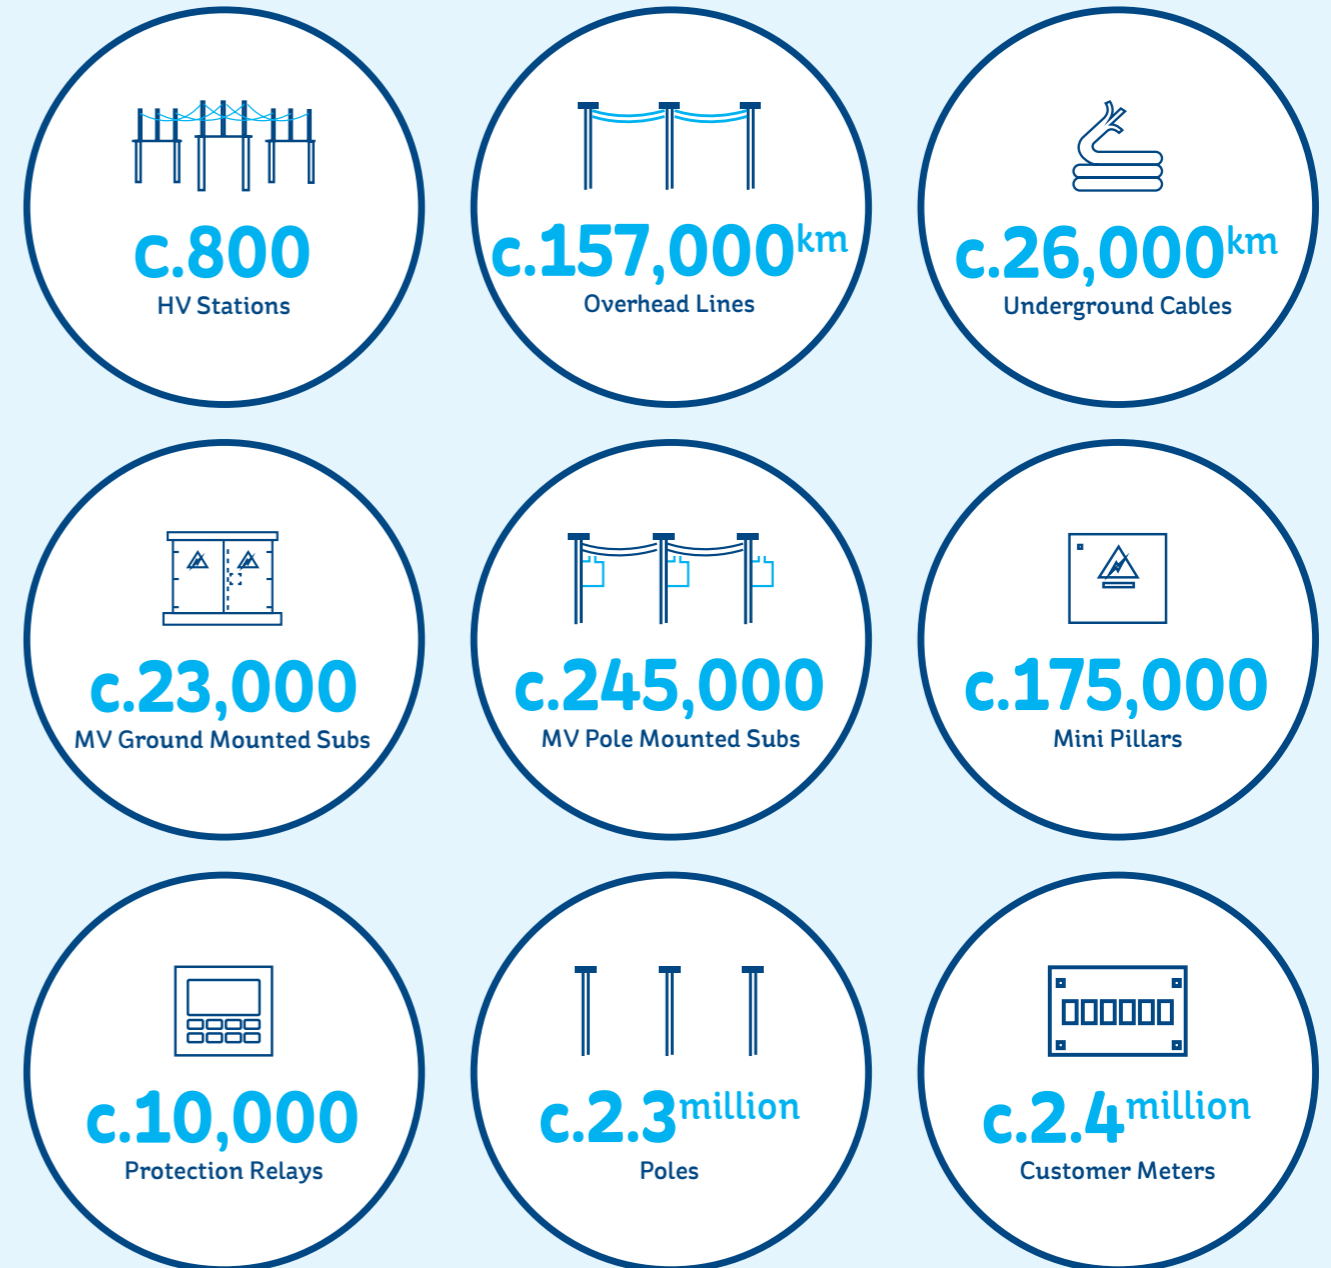 c.800
HV Stations
c.157,000km
Overhead Lines
c.26,000km
Underground Cables
c.23,000
MV Ground Mounted Subs
c.245,000
MV Pole Mounted Subs
c.175,000
Mini Pillars
c.10,000
Protection Relays
c.2.3million
Poles
c.2.4million
Customer Meters